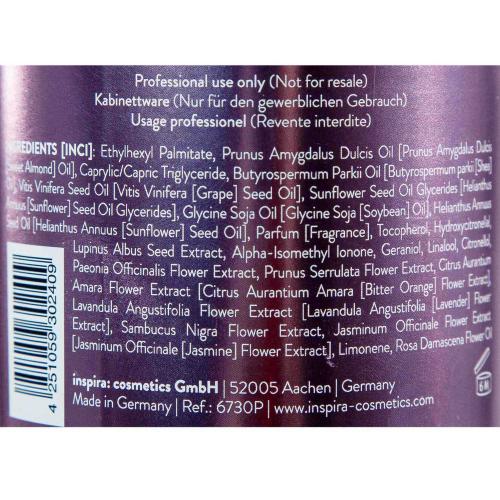 Professional use only (Not for resale)
Kabinettware (Nur für den gewerblichen Gebrauch)
Usage professionel (Revente interdite)
INGREDIENTS [INCI]: Ethylhexyl Palmitate, Prunus Amygdalus Dulcis Oil [Prunus Amygdalus Dulcis
[Sweet Almond) Oil], Caprylic/Capric Triglyceride, Butyrospermum Parkii Oil [Butyrospermum parkii [Shea]
Oil], Vitis Vinifera Seed Oil [Vitis Vinifera [Grape] Seed Oil], Sunflower Seed Oil Glycerides [Helianthus
Annuus [Sunflower] Seed Oil Glycerides], Glycine Soja Oil [Glycine Soja [Soybean] Oil], Helianthus Annuus
Seed Oil [Helianthus Annuus [Sunflower] Seed Oil], Parfum [Fragrance], Tocopherol, Hydroxycitronellal,
Lupinus Albus Seed Extract, Alpha-Isomethyl Ionone, Geraniol, Linalool, Citronellol,
Paeonia Officinalis Flower Extract, Prunus Serrulata Flower Extract, Citrus Aurantium
Amara Flower Extract [Citrus Aurantium Amara [Bitter Orange] Flower Extract],
Lavandula Angustifolia Flower Extract [Lavandula Angustifolia [Lavender] Flower
Extract], Sambucus Nigra Flower Extract, Jasminum Officinale Flower Extract
[Jasminum Officinale [Jasmine] Flower Extract], Limonene, Rosa Damascena Flower Oil
4 251059 302409
inspira: cosmetics GmbH | 52005 Aachen | Germany
Made in Germany | Ref.: 6730P | www.inspira-cosmetics.com
6M